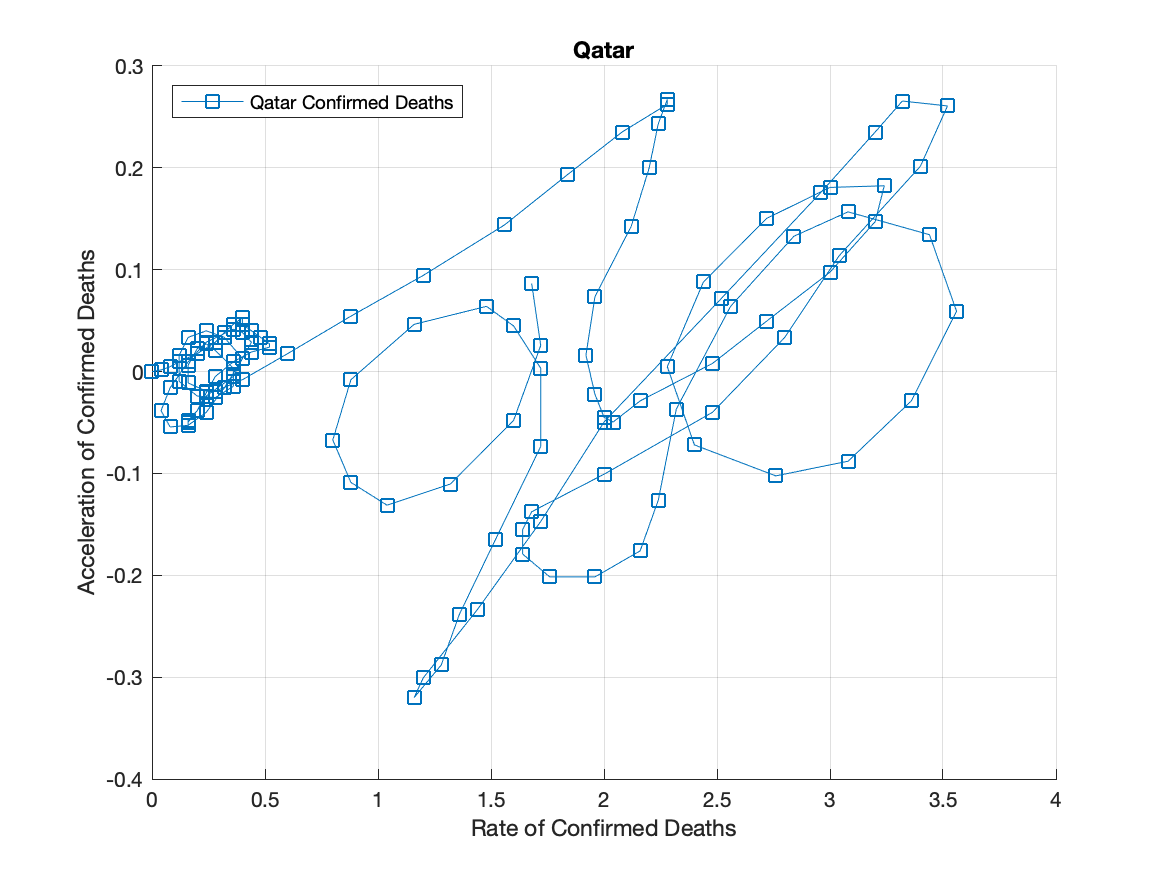 Qatar
Qatar Confirmed Deaths
Acceleration of Confirmed Deaths
0.3
0.2
0.1
0
-0.1
-0.2
-0.3
-0.4
0 0.5 1 1.5 2 2.5 3 3.5 4
Rate of Confirmed Deaths